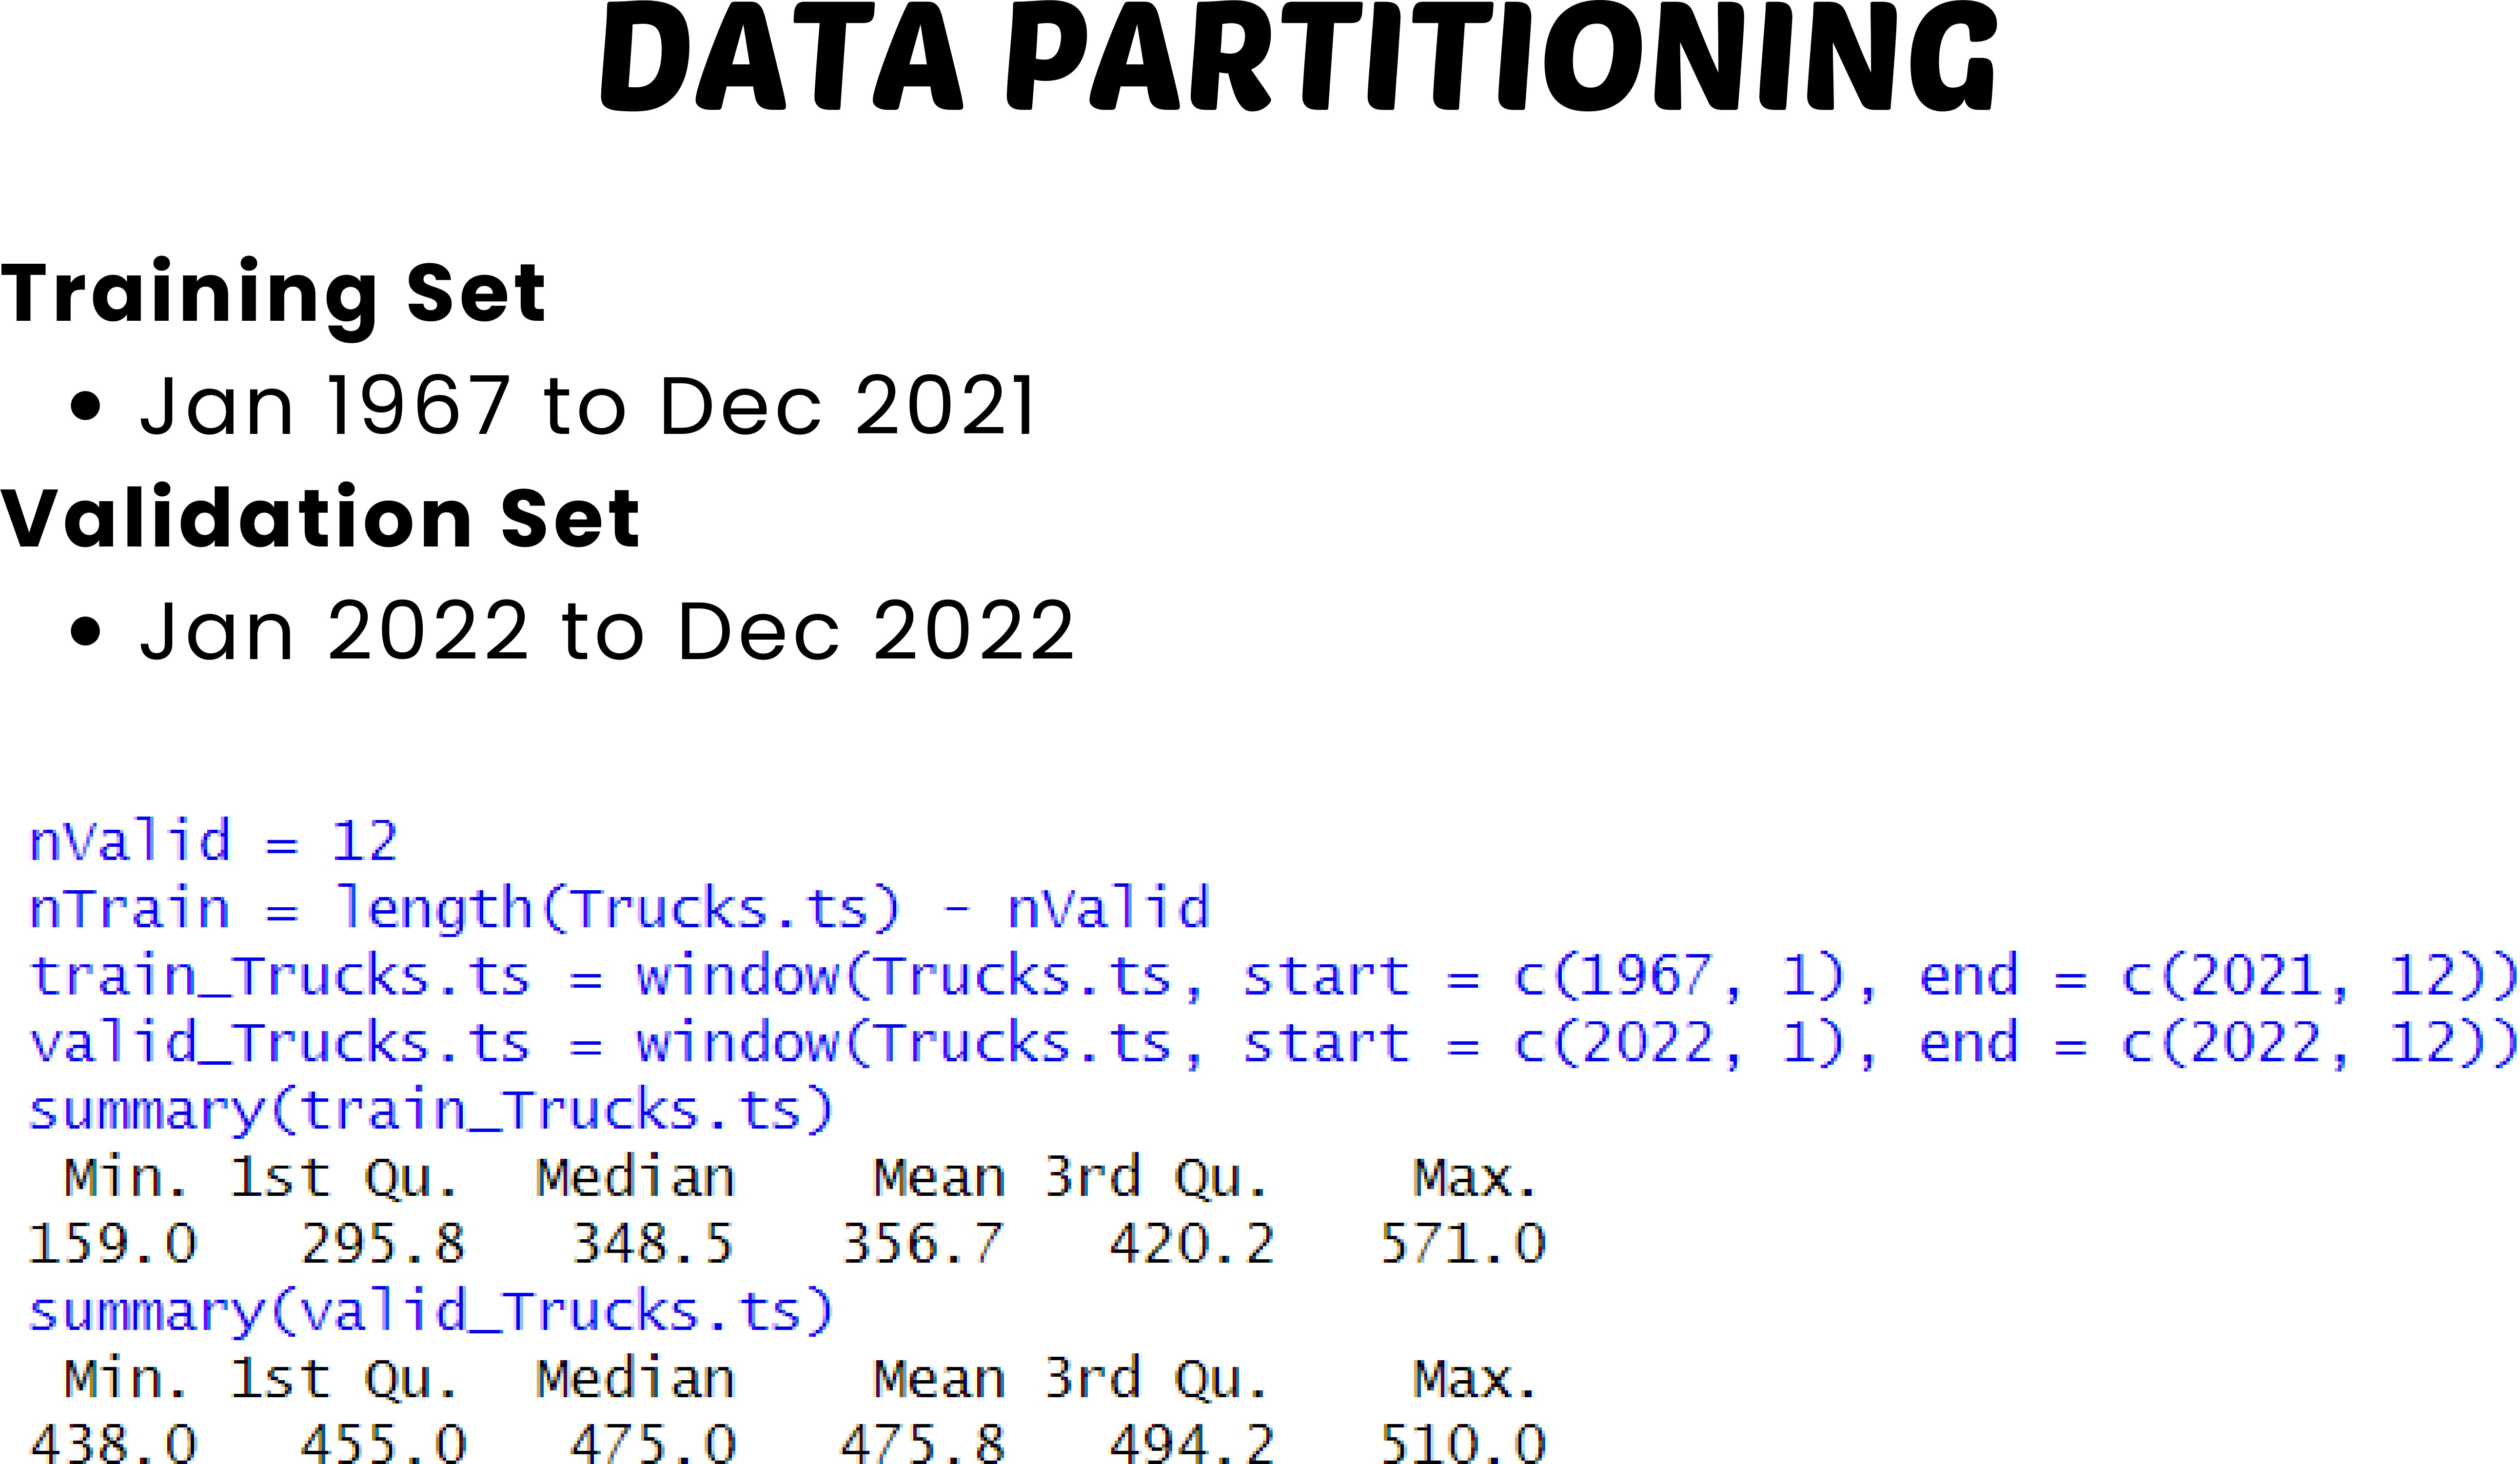 DATA PARTITIONING
Training Set
• Jan 1967 to Dec 2021
Validation Set
• Jan 2022 to Dec 2022
nValid = 12
nTrain = length(Trucks.ts) - nValid
train_Trucks.ts = window(Trucks.ts, start = c(1967, 1), end = c(2021, 12))
valid_Trucks.ts = window(Trucks.ts, start = c(2022, 1), end = c(2022, 12))
summary(train_Trucks.ts)
Min. 1st Qu. Median Mean 3rd Qu. Max.
159.0 295.8 348.5 356.7 420.2 571.0
summary(valid_Trucks.ts)
Min. 1st Qu. Median Mean 3rd Qu. Max.
438.0 455.0 475.0 475.8 494.2 510.0